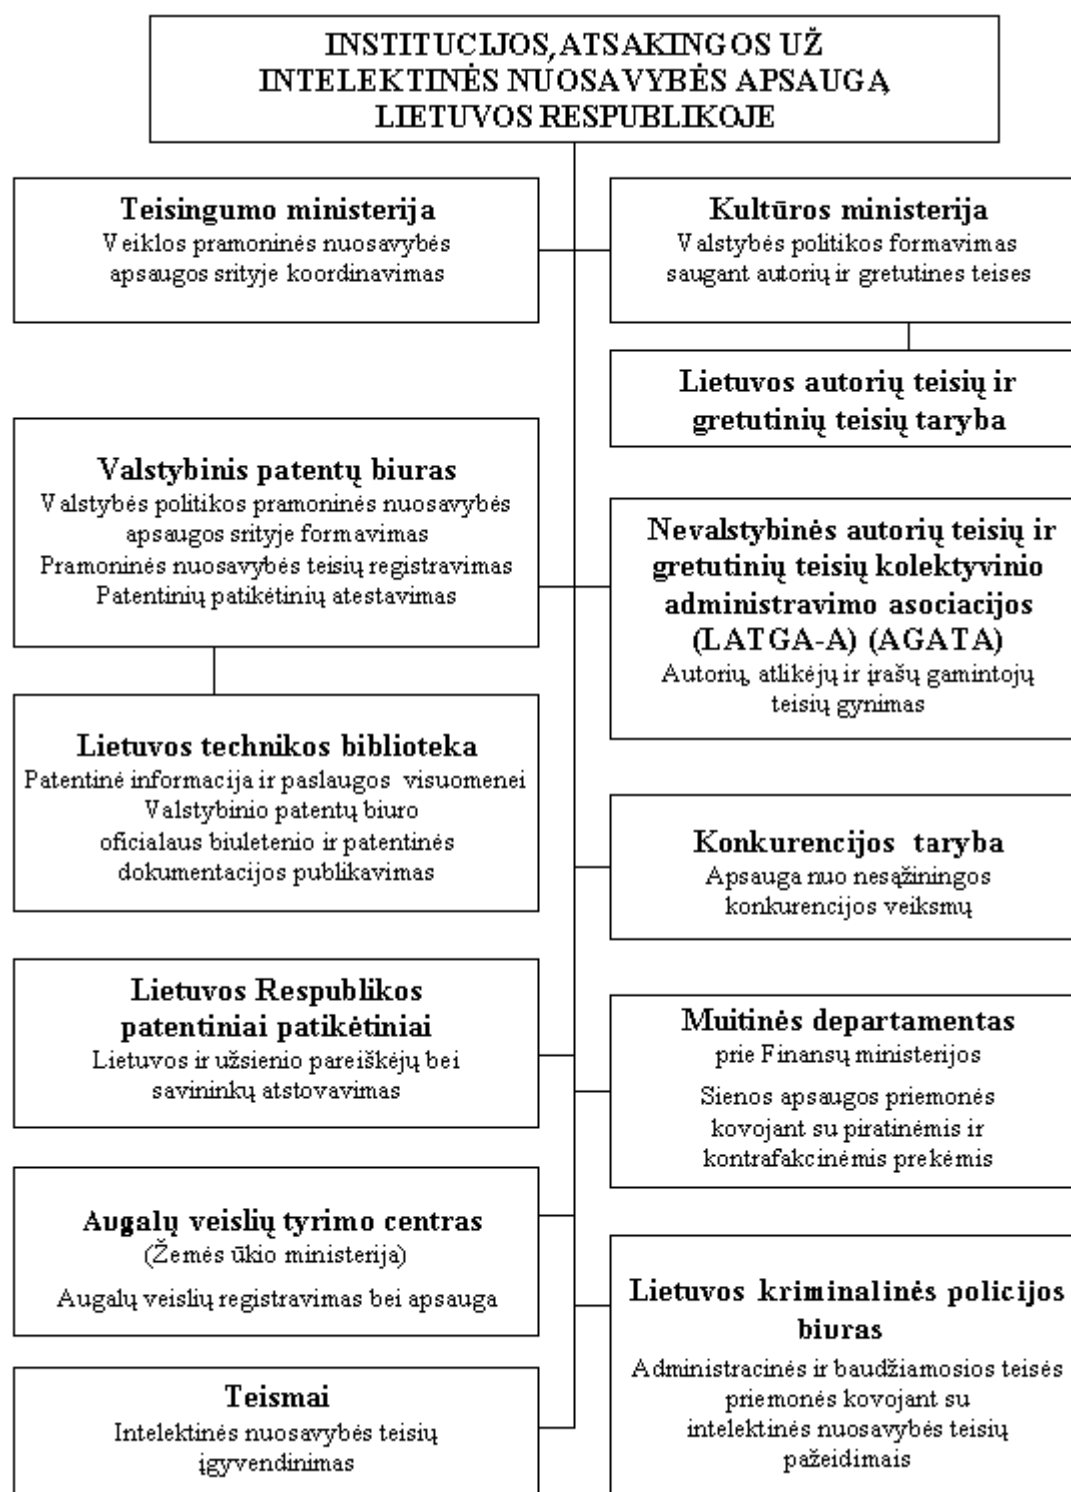 INSTITUCIJOS, ATSAKINGOS UŽ
INTELEKTINĖS NUOSAVYBĖS APSAUGĄ
LIETUVOS RESPUBLIKOJE
Teisingumo ministerija
Veiklos pramoninės nuosavybės
apsaugos srityje koordinavimas
Valstybinis patentų biuras
Valstybės politikos pramoninės nuosavybės
apsaugos srityje formavimas
Pramoninės nuosavybės teisių registravimas
Patentinių patikėtinių atestavimas
Lietuvos technikos biblioteka
Patentinė informacija ir paslaugos visuomenei
Valstybinio patentų biuro
oficialaus biuletenio ir patentinės
dokumentacijos publikavimas
Lietuvos Respublikos
patentiniai patikėtiniai
Lietuvos ir užsienio pareiškėjų bei
savininkų atstovavimas
Augalų veislių tyrimo centras
(Žemės ūkio ministerija)
Augalų veislių registravimas bei apsauga
Teismai
Intelektinės nuosavybės teisių
įgyvendinimas
Kultūros ministerija
Valstybės politikos formavimas
saugant autorių ir gretutines teises
Lietuvos autorių teisių ir
gretutinių teisių taryba
Nevalstybinės autorių teisių ir
gretutinių teisių kolektyvinio
administravimo asociacijos
(LATGA-A) (AGATA)
Autorių, atlikėjų ir įrašų gamintojų
teisių gynimas
Konkurencijos taryba
Apsauga nuo nesąžiningos
konkurencijos veiksmų
Muitinės departamentas
prie Finansų ministerijos
Sienos apsaugos priemonės
kovojant su piratinėmis ir
kontrafakcinėmis prekėmis
Lietuvos kriminalinės policijos
biuras
Administracinės ir baudžiamosios teisės
priemonės kovojant su
intelektinės nuosavybės teisių
pažeidimais